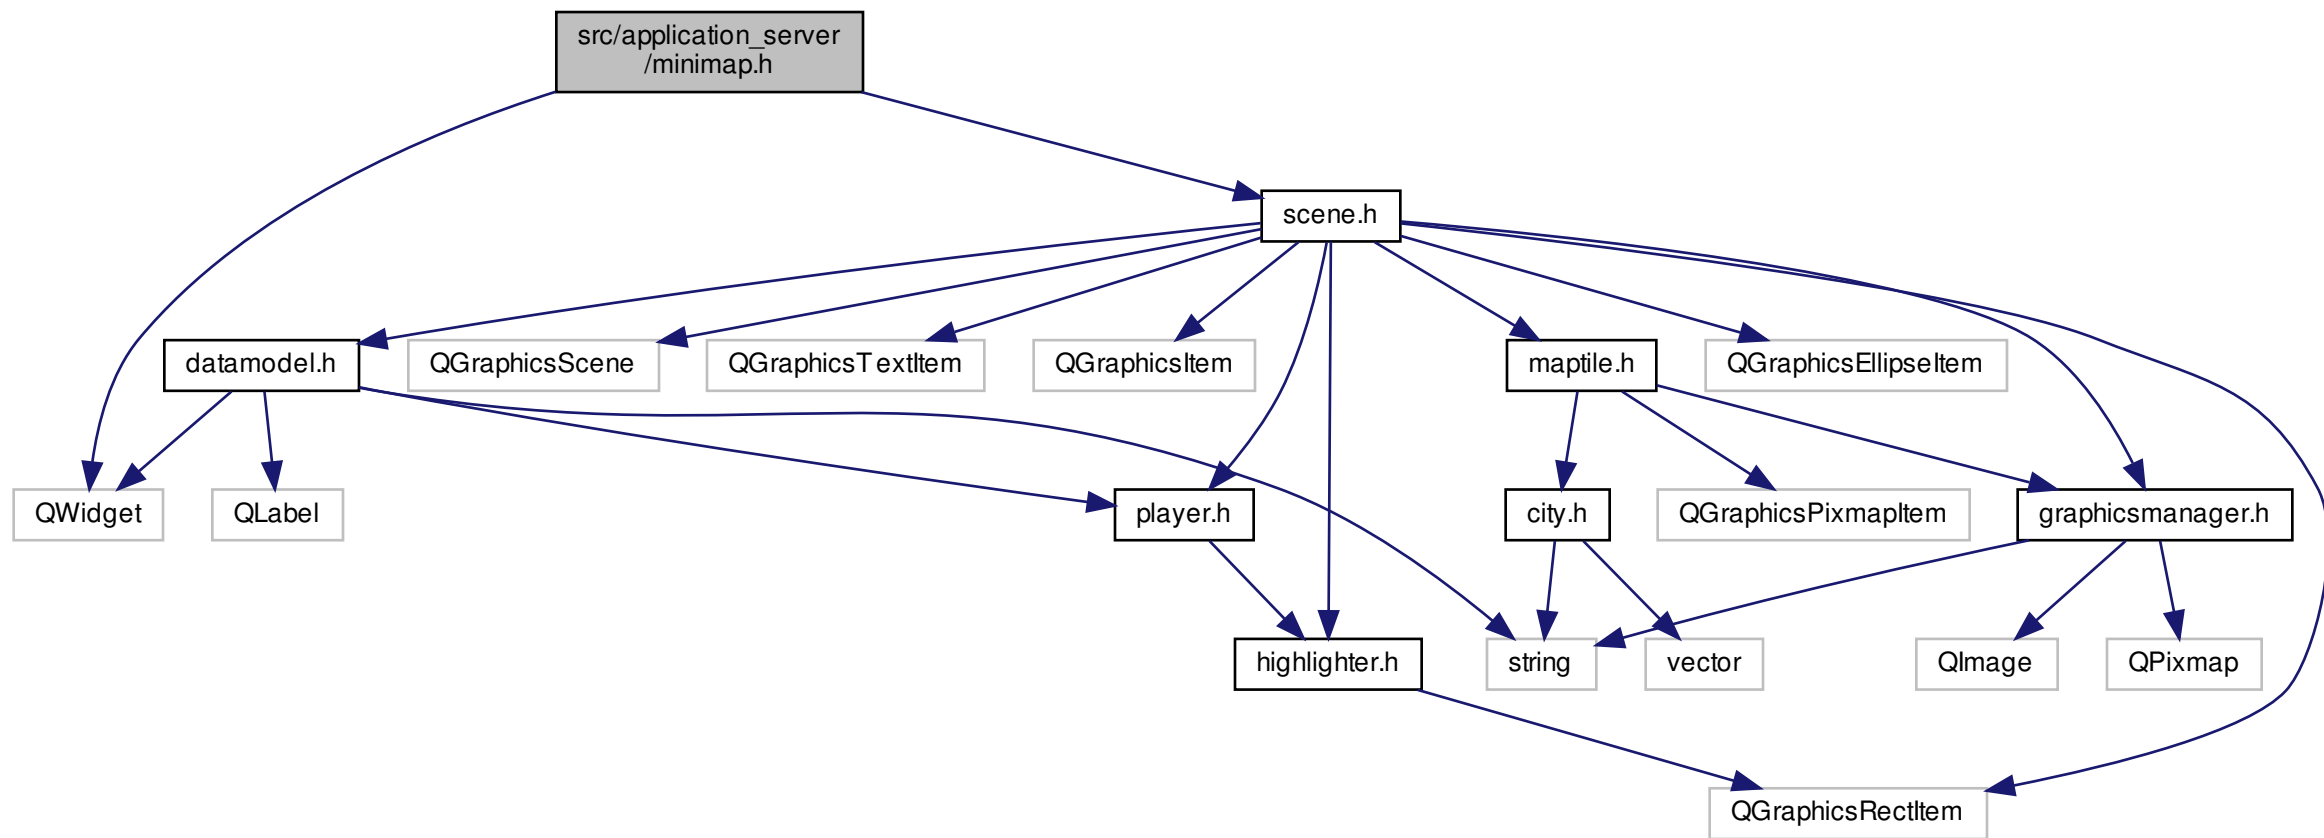 src/application_server
/minimap.h
scene.h
datamodel.h
QGraphicsScene
QGraphicsTextItem
QGraphicsItem
maptile.h
QGraphicsEllipseItem
QWidget
QLabel
player.h
city.h
QGraphicsPixmapItem
graphicsmanager.h
highlighter.h
string
vector
QImage
QPixmap
QGraphicsRectItem